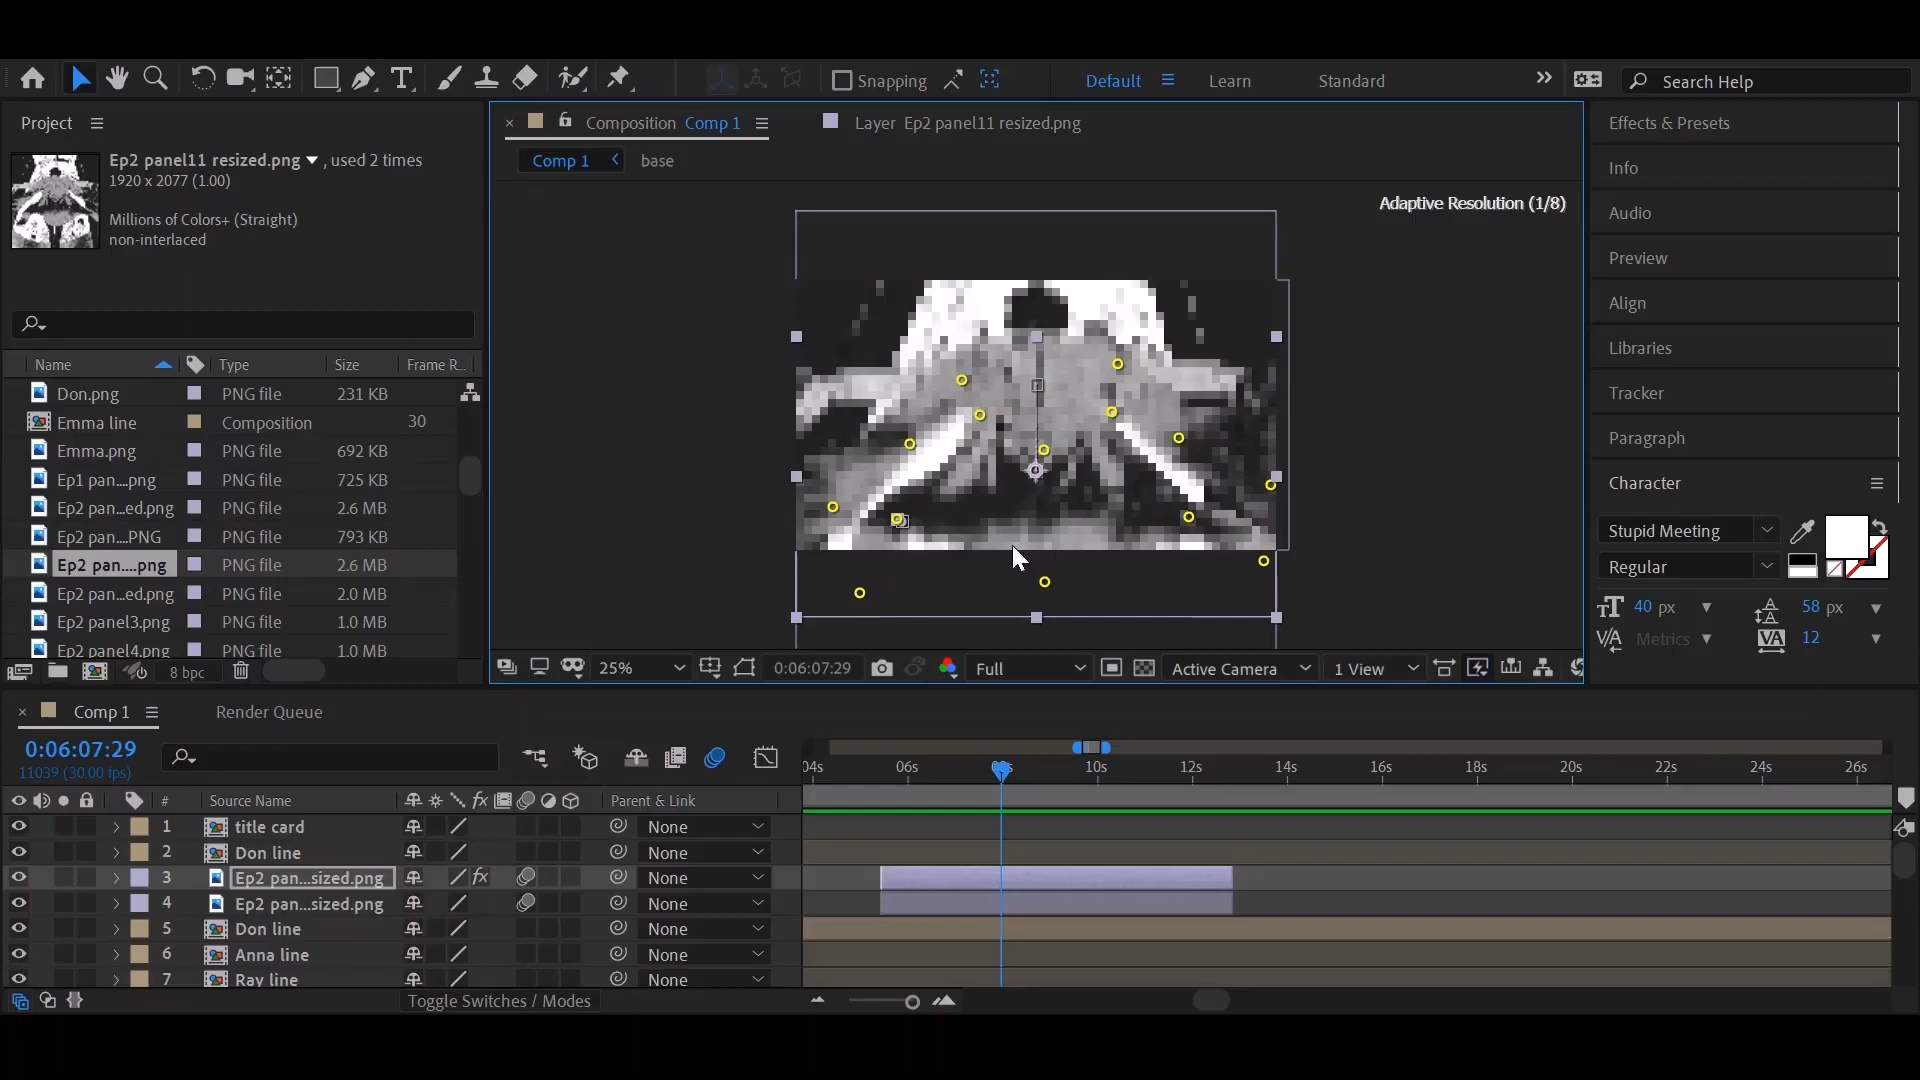 Snapping
Default
Learn
Standard
Search Help
Project
Ep2 panel11 resized.png , used 2 times
1920 x 2077 (1.00)
Millions of Colors+ (Straight)
non-interlaced
Name Type Size Frame R...
Don.png PNG file 231 KB
Emma line Composition 30
Emma.png PNG file 692 KB
Ep1 pan....png PNG file 725 KB
Ep2 pan...ed.png PNG file 2.6 MB
Ep2 pan....PNG PNG file 793 KB
Ep2 pan....png PNG file 2.6 MB
Ep2 pan...ed.png PNG file 2.0 MB
Ep2 panel3.png PNG file 1.0 MB
Ep2 panel4.png PNG file 1.0 MB
8 bpc
× Composition Comp 1
Layer Ep2 panel11 resized.png
Comp 1 base
Adaptive Resolution (1/8)
25%
0:06:07:29
Full
Active Camera
1 View
Effects & Presets
Info
Audio
Preview
Align
Libraries
Tracker
Paragraph
Character
Stupid Meeting
Regular
40 px
58 px
Metrics
12
× Comp 1
Render Queue
0:06:07:29
11039 (30.00 fps)
04s 06s 08s 10s 12s 14s 16s 18s 20s 22s 24s 26s
# Source Name fx Parent & Link
1 title card None
2 Don line None
3 Ep2 pan...sized.png fx None
4 Ep2 pan...sized.png None
5 Don line None
6 Anna line None
7 Ray line None
Toggle Switches / Modes